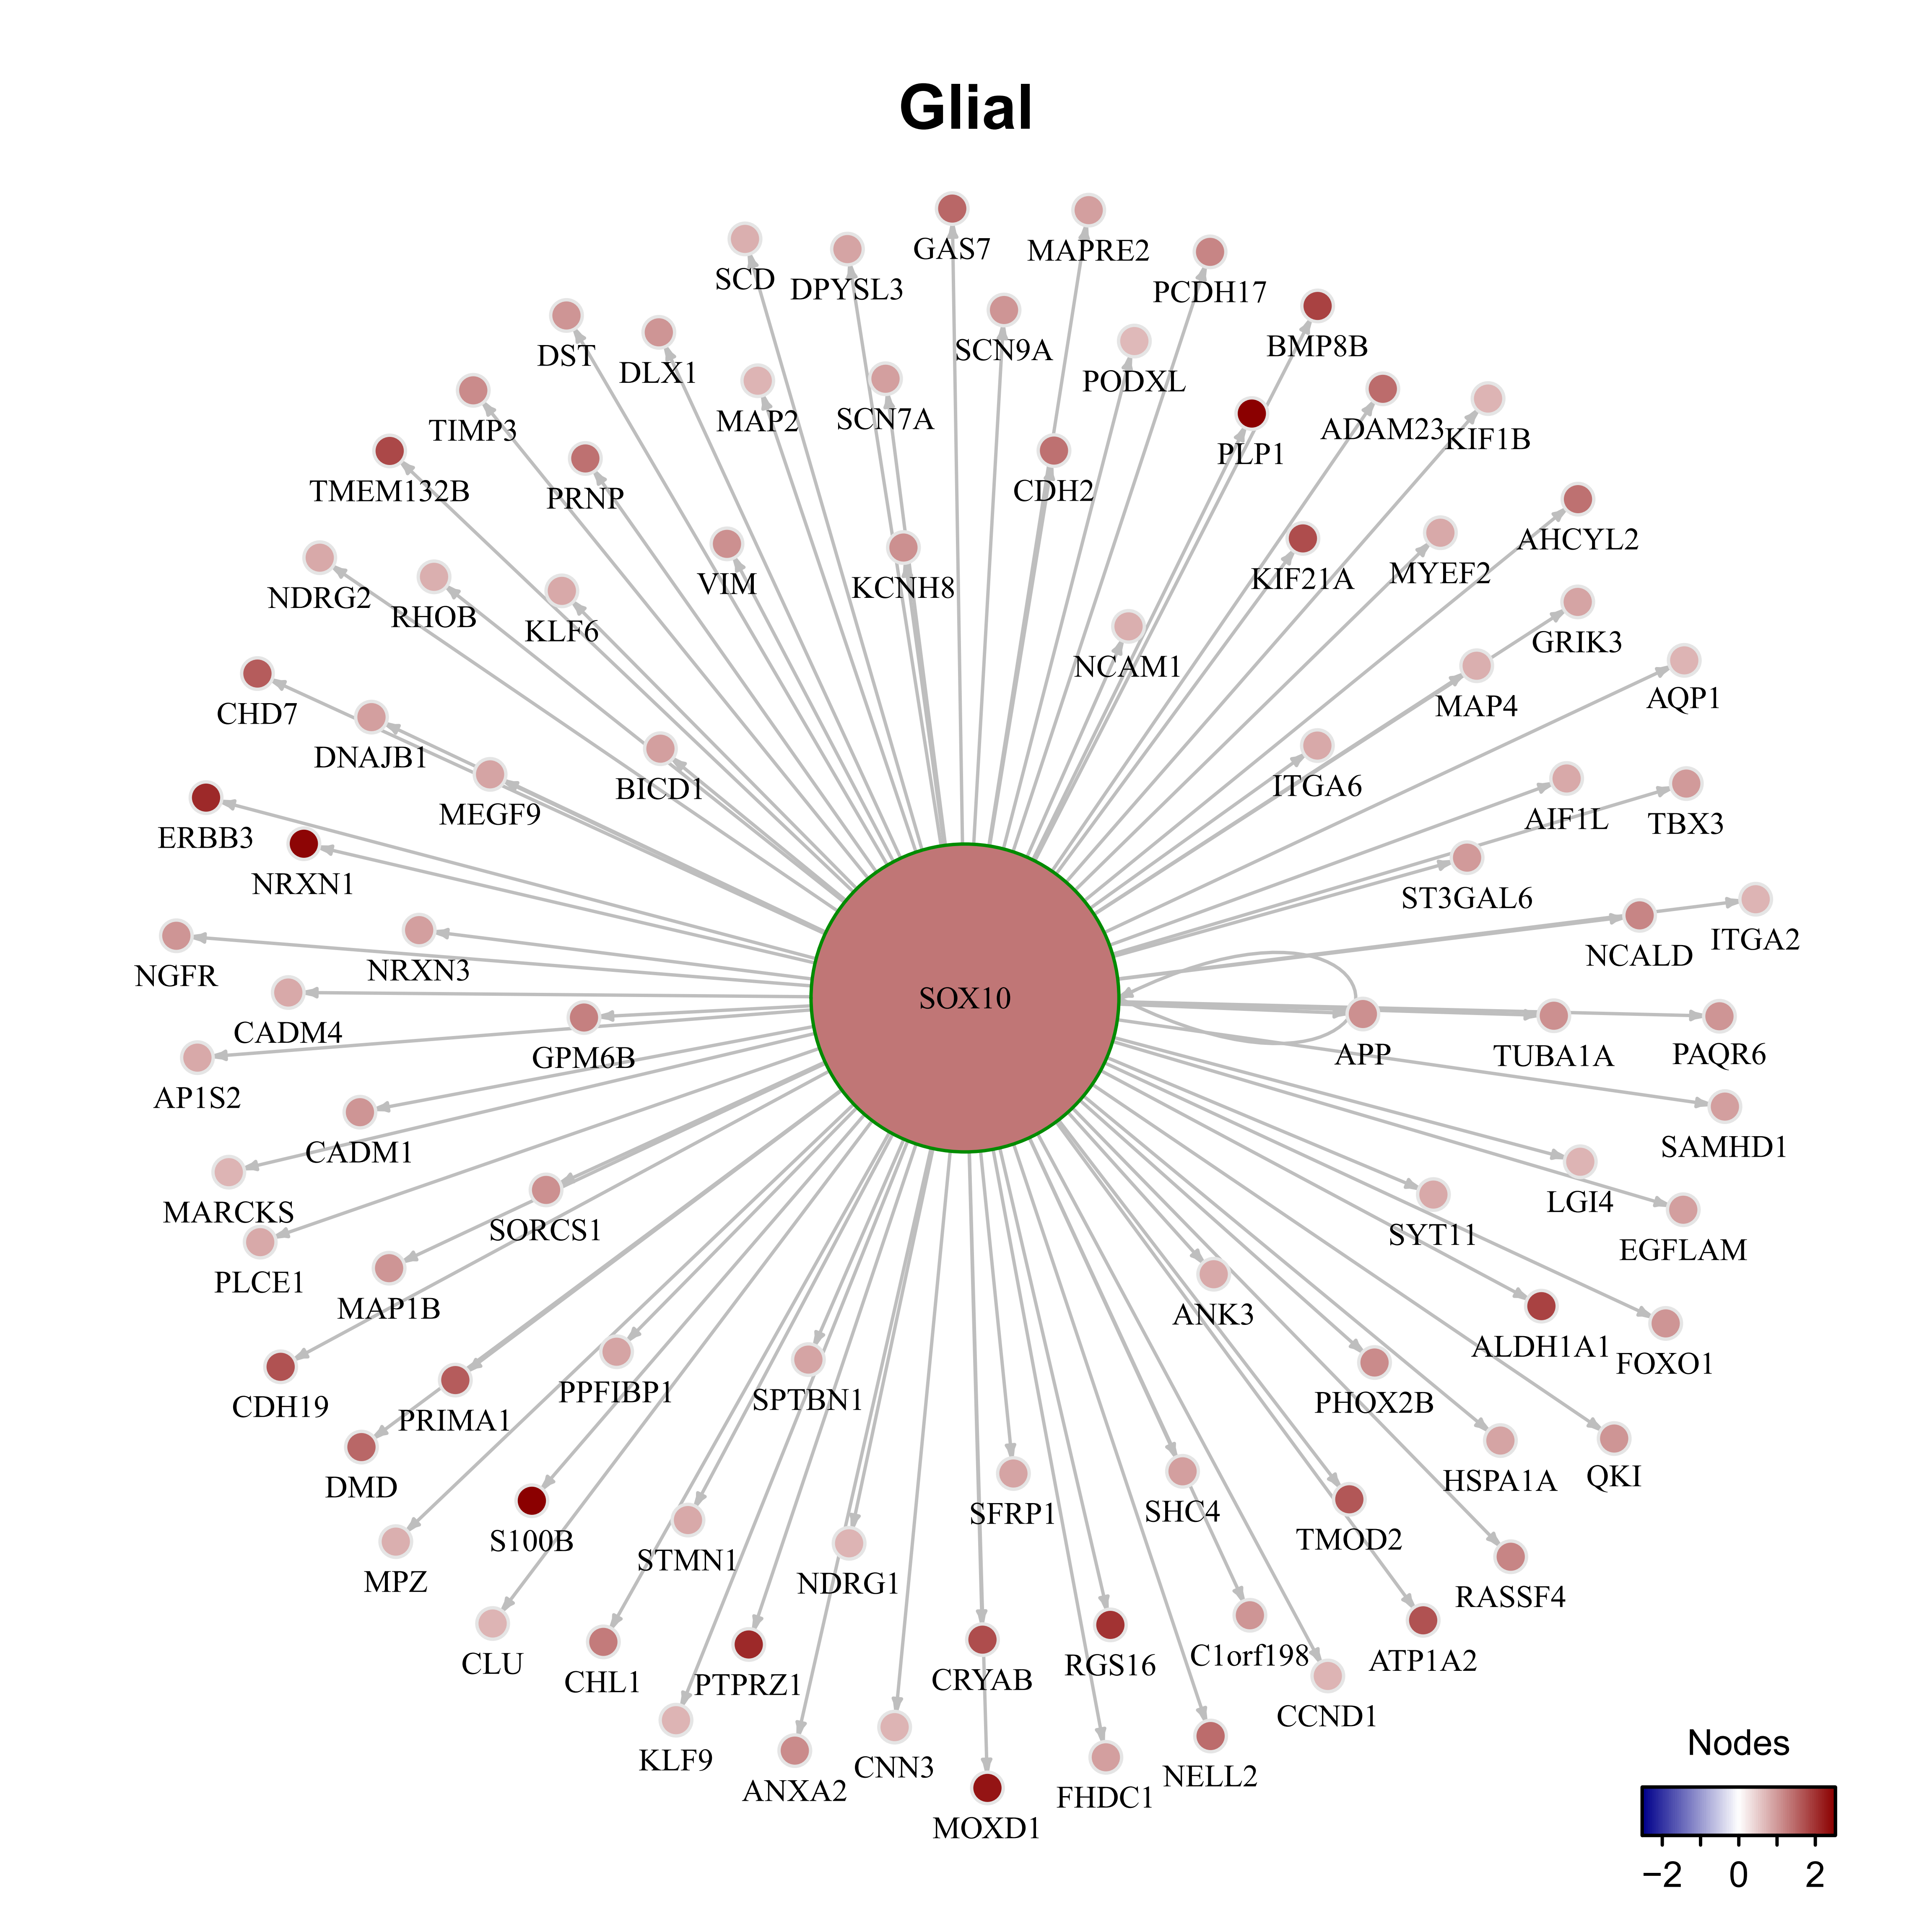 Glial
GAS7
MAPRE2
SCD
DPYSL3
PCDH17
SCN9A
BMP8B
DST
DLX1
PODXL
MAP2
SCN7A
TIMP3
ADAM23
KIF1B
PLP1
TMEM132B
PRNP
CDH2
AHCYL2
VIM
KCNH8
KIF21A
MYEF2
NDRG2
RHOB
KLF6
GRIK3
NCAM1
MAP4
AQP1
CHD7
DNAJB1
MEGF9
BICD1
ITGA6
AIF1L
TBX3
ERBB3
NRXN1
ST3GAL6
NCALD
ITGA2
NGFR
NRXN3
SOX10
CADM4
GPM6B
APP
TUBA1A
PAQR6
AP1S2
CADM1
SAMHD1
MARCKS
SORCS1
SYT11
LGI4
EGFLAM
PLCE1
MAP1B
ANK3
ALDH1A1
FOXO1
CDH19
PRIMA1
PPFIBP1
SPTBN1
PHOX2B
DMD
HSPA1A
QKI
S100B
SFRP1
SHC4
TMOD2
MPZ
STMN1
NDRG1
RASSF4
CLU
CHL1
PTPRZ1
CRYAB
RGS16
C1orf198
ATP1A2
CCND1
KLF9
ANXA2
CNN3
MOXD1
FHDC1
NELL2
Nodes
−2 0 2